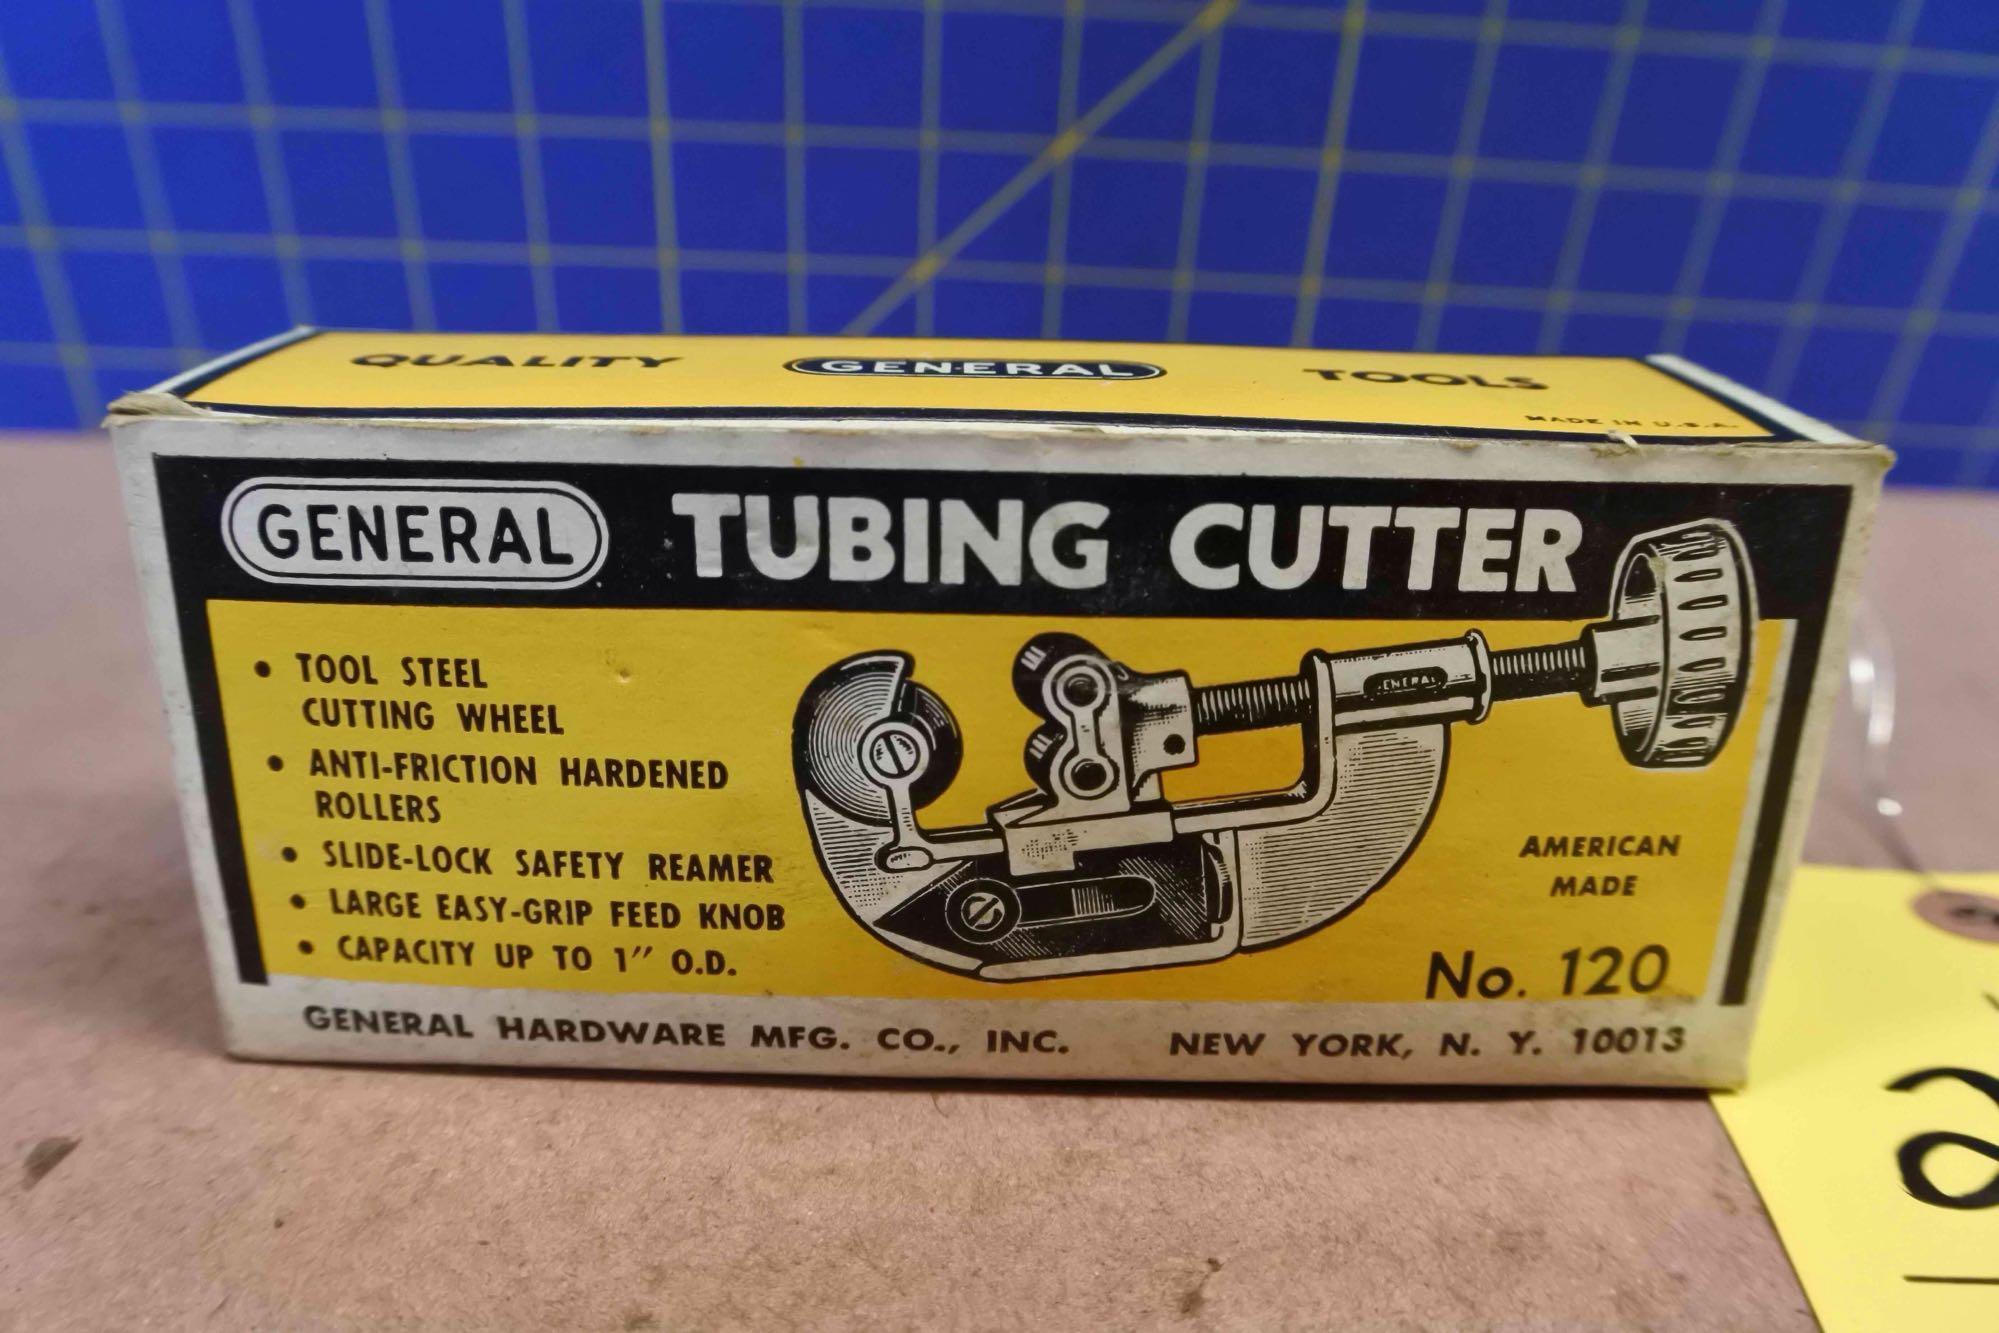 QUALITY GENERAL TOOLS
MADE IN U.S.A.
GENERAL TUBING CUTTER
• TOOL STEEL
CUTTING WHEEL
• ANTI-FRICTION HARDENED
ROLLERS
• SLIDE-LOCK SAFETY REAMER
• LARGE EASY-GRIP FEED KNOB
• CAPACITY UP TO 1" O.D.
GENERAL
AMERICAN
MADE
No. 120
GENERAL HARDWARE MFG. CO., INC. NEW YORK, N. Y. 10013
2